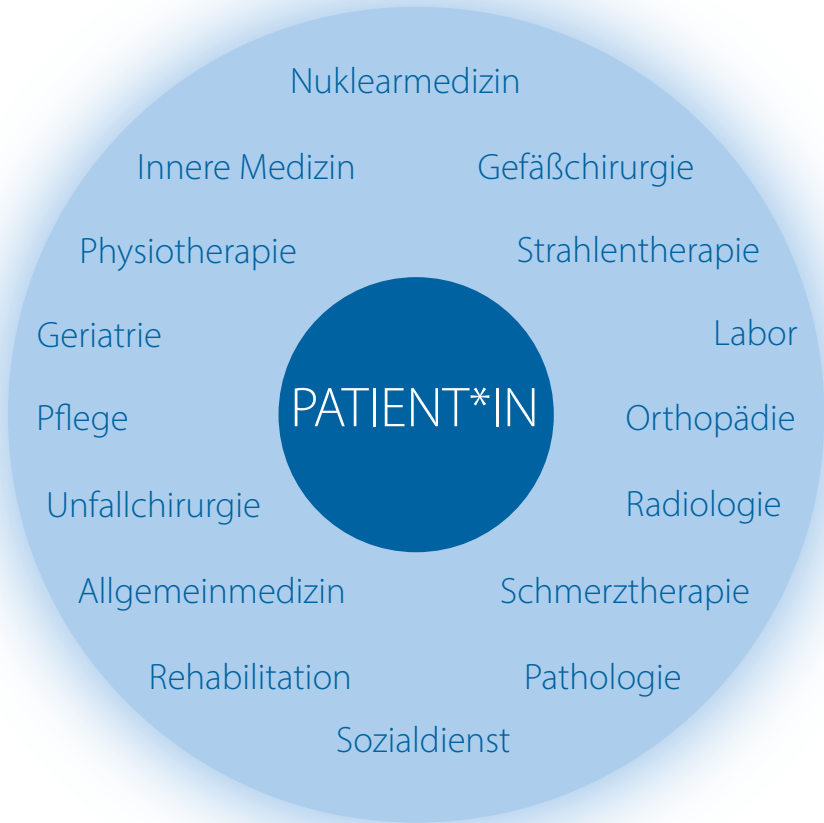 Nuklearmedizin
Innere Medizin
Gefäßchirurgie
Physiotherapie
Strahlentherapie
Geriatrie
Labor
PATIENT*IN
Pflege
Orthopädie
Unfallchirurgie
Radiologie
Allgemeinmedizin
Schmerztherapie
Rehabilitation
Pathologie
Sozialdienst